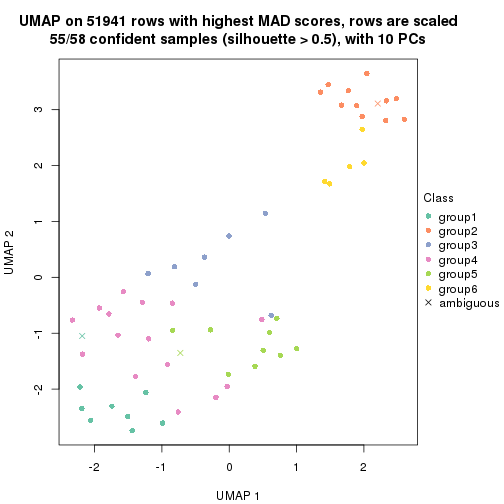 UMAP on 51941 rows with highest MAD scores, rows are scaled
55/58 confident samples (silhouette > 0.5), with 10 PCs
3
2
1
0
-1
-2
UMAP 2
-2 -1 0 1 2
UMAP 1
Class
group1
group2
group3
group4
group5
group6
ambiguous